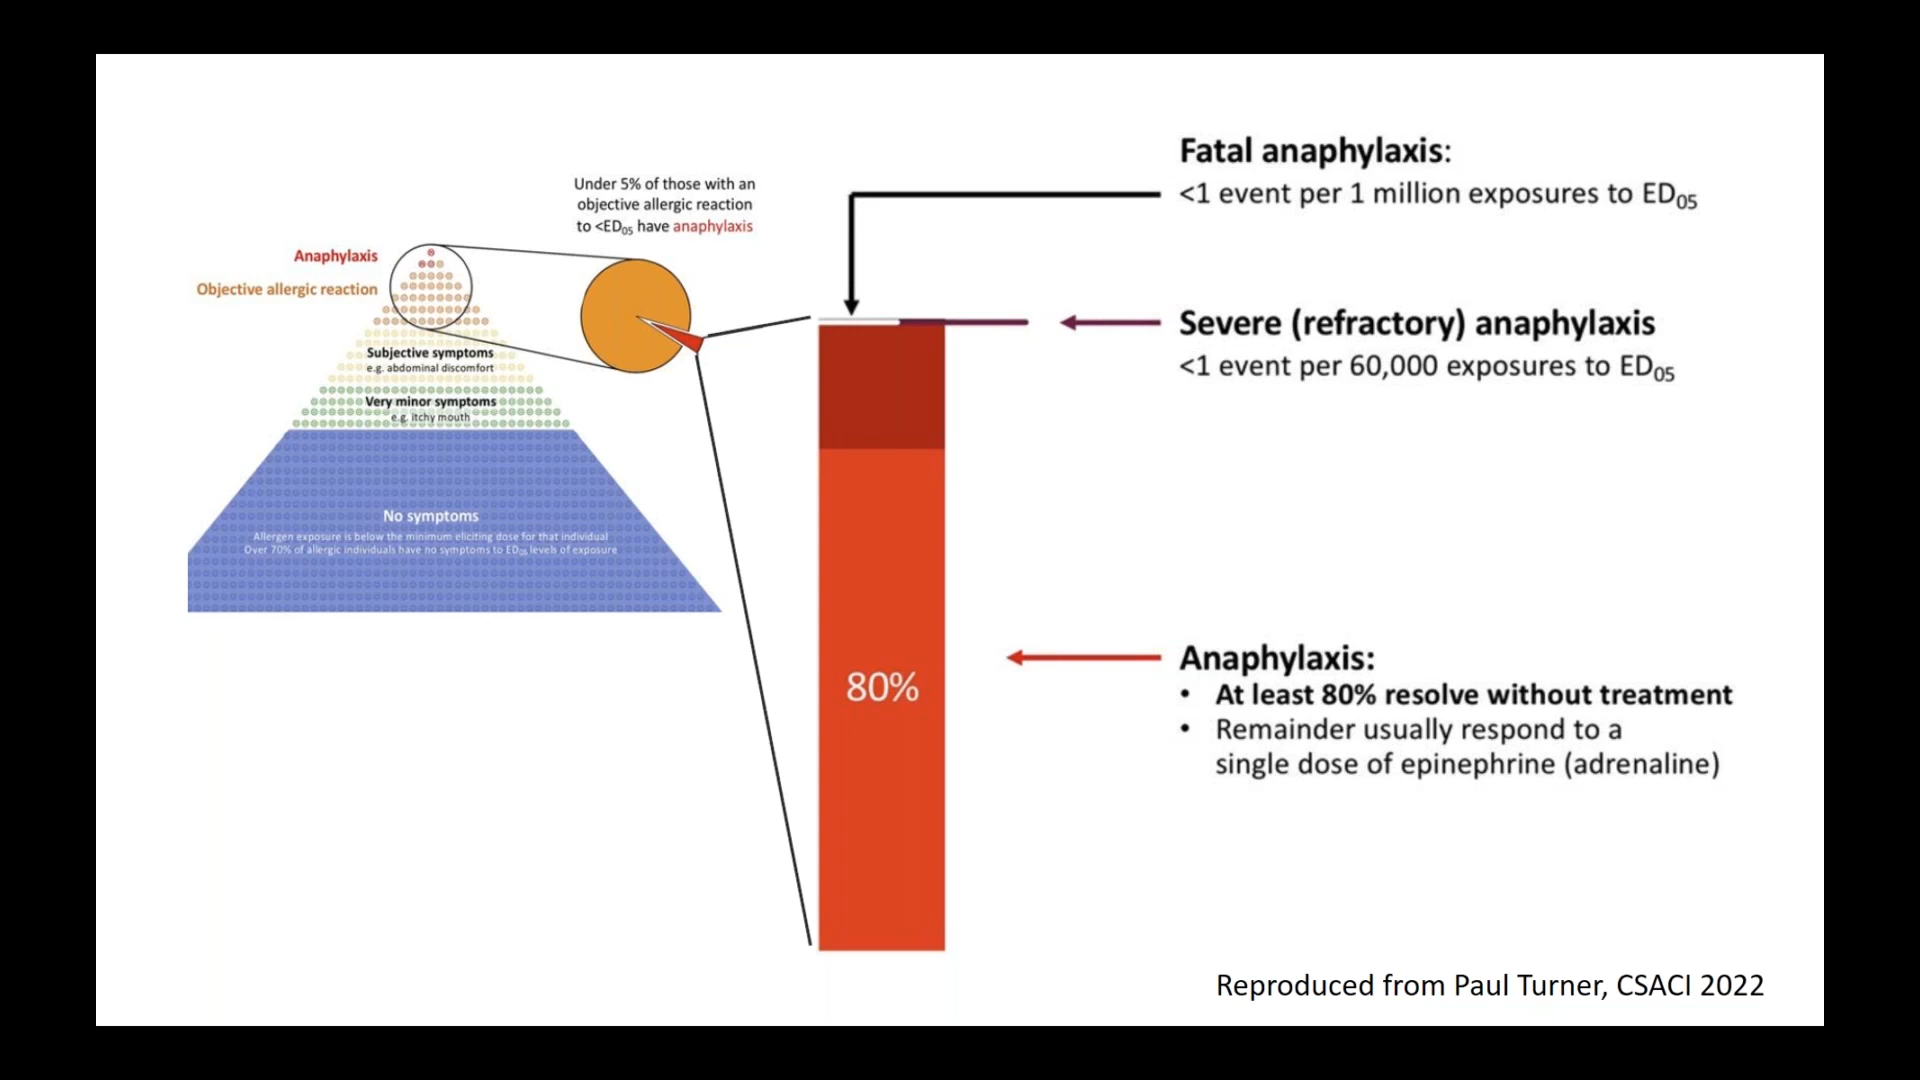 Under 5% of those with an
objective allergic reaction
to <ED05 have anaphylaxis
Anaphylaxis
Objective allergic reaction
Subjective symptoms
e.g. abdominal discomfort
Very minor symptoms
e.g. itchy mouth
No symptoms
Allergen exposure is below the minimum eliciting dose for that individual
Over 70% of allergic individuals have no symptoms to ED05 levels of exposure
80%
Fatal anaphylaxis:
<1 event per 1 million exposures to ED05
Severe (refractory) anaphylaxis
<1 event per 60,000 exposures to ED05
Anaphylaxis:
• At least 80% resolve without treatment
• Remainder usually respond to a
single dose of epinephrine (adrenaline)
Reproduced from Paul Turner, CSACI 2022